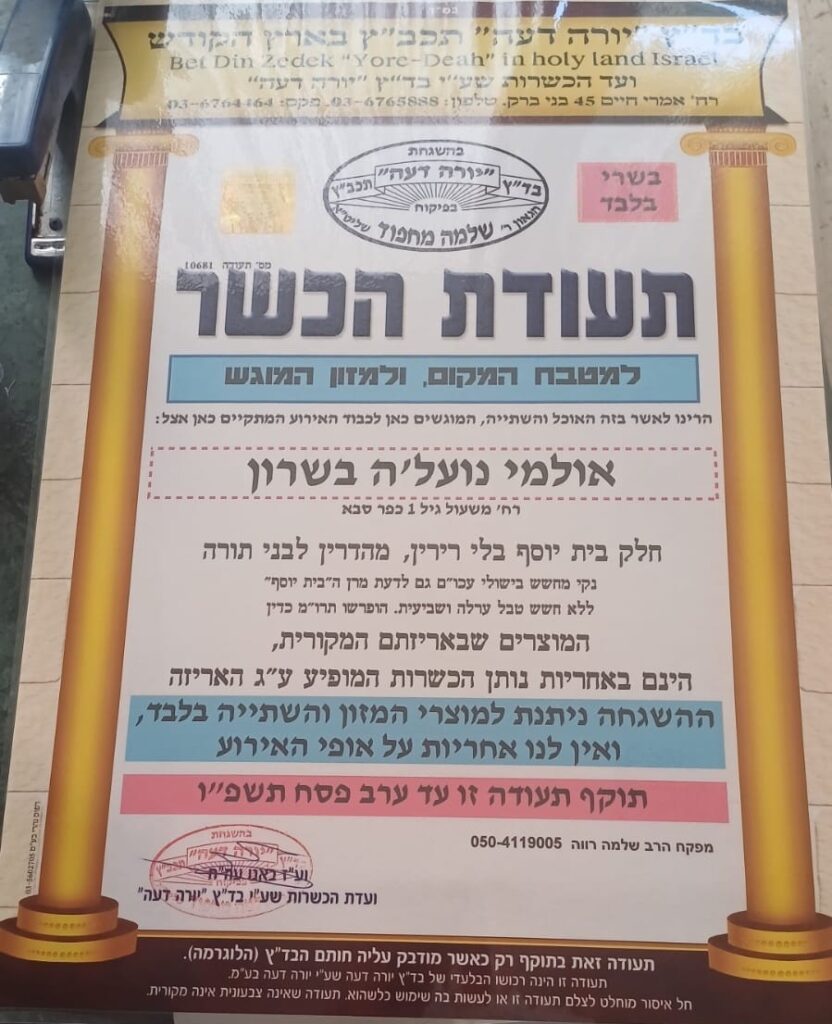 בס"ד
בד"ץ "יורה דעה" תכב"ץ בארץ הקודש
Bet Din Zedek "Yore-Deah" in holy land Israel
ועד הכשרות שע"י בד"ץ "יורה דעה"
רח' אמרי חיים 45 בני ברק. טלפון: 03-6765888. פקס: 03-6764464
בהשגחת
"יורה דעה"
בד"ץ תכב"ץ
בפיקוח
הגאון ר' שלמה מחפוד שליט"א
בשרי
בלבד
מס' תעודה 10681
תעודת הכשר
למטבח המקום, ולמזון המוגש
הרינו לאשר בזה האוכל והשתייה, המוגשים כאן לכבוד האירוע המתקיים כאן אצל:
אולמי נועל'ה בשרון
רח' משעול גיל 1 כפר סבא
חלק בית יוסף בלי רירין, מהדרין לבני תורה
נקי מחשש בישולי עכו"ם גם לדעת מרן ה"בית יוסף"
ללא חשש טבל ערלה ושביעית. הופרשו תרו"מ כדין
המוצרים שבאריזתם המקורית,
הינם באחריות נותן הכשרות המופיע ע"ג האריזה
ההשגחה ניתנת למוצרי המזון והשתייה בלבד,
ואין לנו אחריות על אופי האירוע
תוקף תעודה זו עד ערב פסח תשפ"ו
מפקח הרב שלמה רווה 050-4119005
בהשגחת
"יורה דעה"
וע"ז באנו עה"ח
ועדת הכשרות שע"י בד"ץ "יורה דעה"
תעודה זאת בתוקף רק כאשר מודבק עליה חותם הבד"ץ (הלוגרמה).
תעודה זו הינה רכושו הבלעדי של בד"ץ יורה דעה שע"י יורה דעה בע"מ.
חל איסור מוחלט לצלם תעודה זו או לעשות בה שימוש כלשהוא. תעודה שאינה צבעונית אינה מקורית.